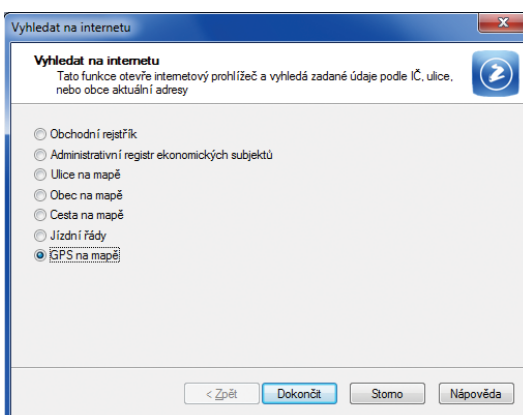 Vyhledat na internetu
Vyhledat na internetu
Tato funkce otevře internetový prohlížeč a vyhledá zadané údaje podle IČ, ulice,
nebo obce aktuální adresy
Obchodní rejstřík
Administrativní registr ekonomických subjektů
Ulice na mapě
Obec na mapě
Cesta na mapě
Jízdní řády
GPS na mapě
< Zpět Dokončit Storno Nápověda